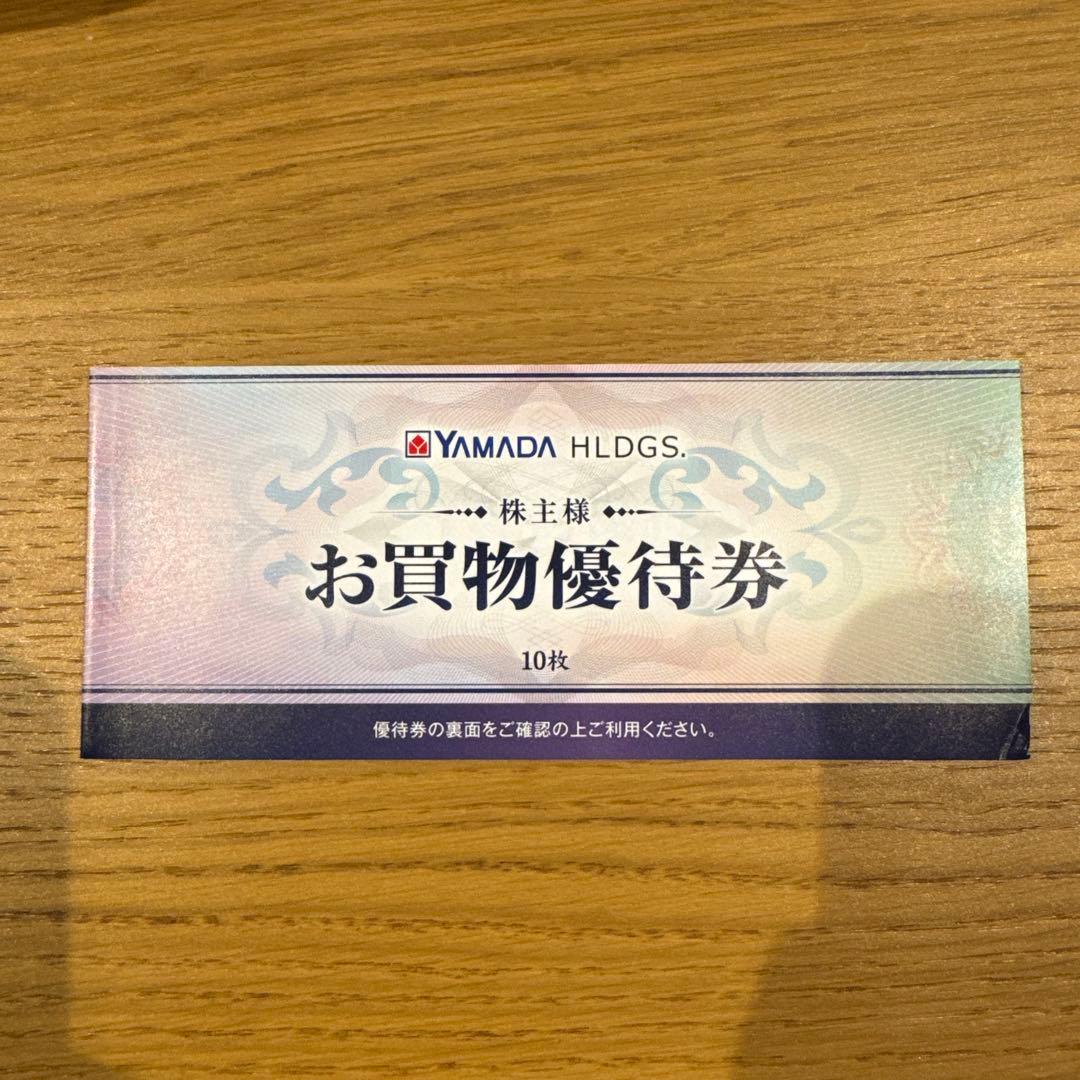 YAMADA HLDGS.
株主様
お買物優待券
10枚
優待券の裏面をご確認の上ご利用ください。